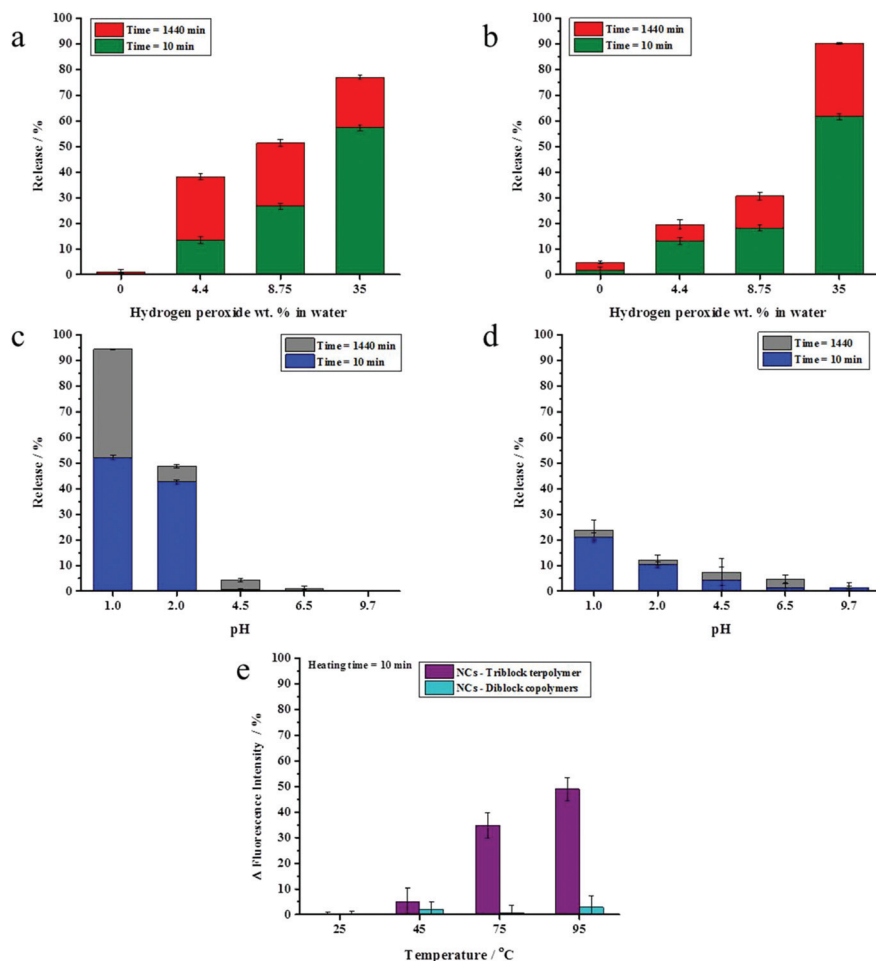 a
Time = 1440 min
Time = 10 min
Release / %
100
90
80
70
60
50
40
30
20
10
0
0 4.4 8.75 35
Hydrogen peroxide wt. % in water
b
Time = 1440 min
Time = 10 min
Release / %
100
90
80
70
60
50
40
30
20
10
0
0 4.4 8.75 35
Hydrogen peroxide wt. % in water
c
Time = 1440 min
Time = 10 min
Release / %
100
90
80
70
60
50
40
30
20
10
0
1.0 2.0 4.5 6.5 9.7
pH
d
Time = 1440
Time = 10 min
Release / %
100
90
80
70
60
50
40
30
20
10
0
1.0 2.0 4.5 6.5 9.7
pH
e
Heating time = 10 min
NCs - Triblock terpolymer
NCs - Diblock copolymers
Δ Fluorescence Intensity / %
100
90
80
70
60
50
40
30
20
10
0
25 45 75 95
Temperature / °C